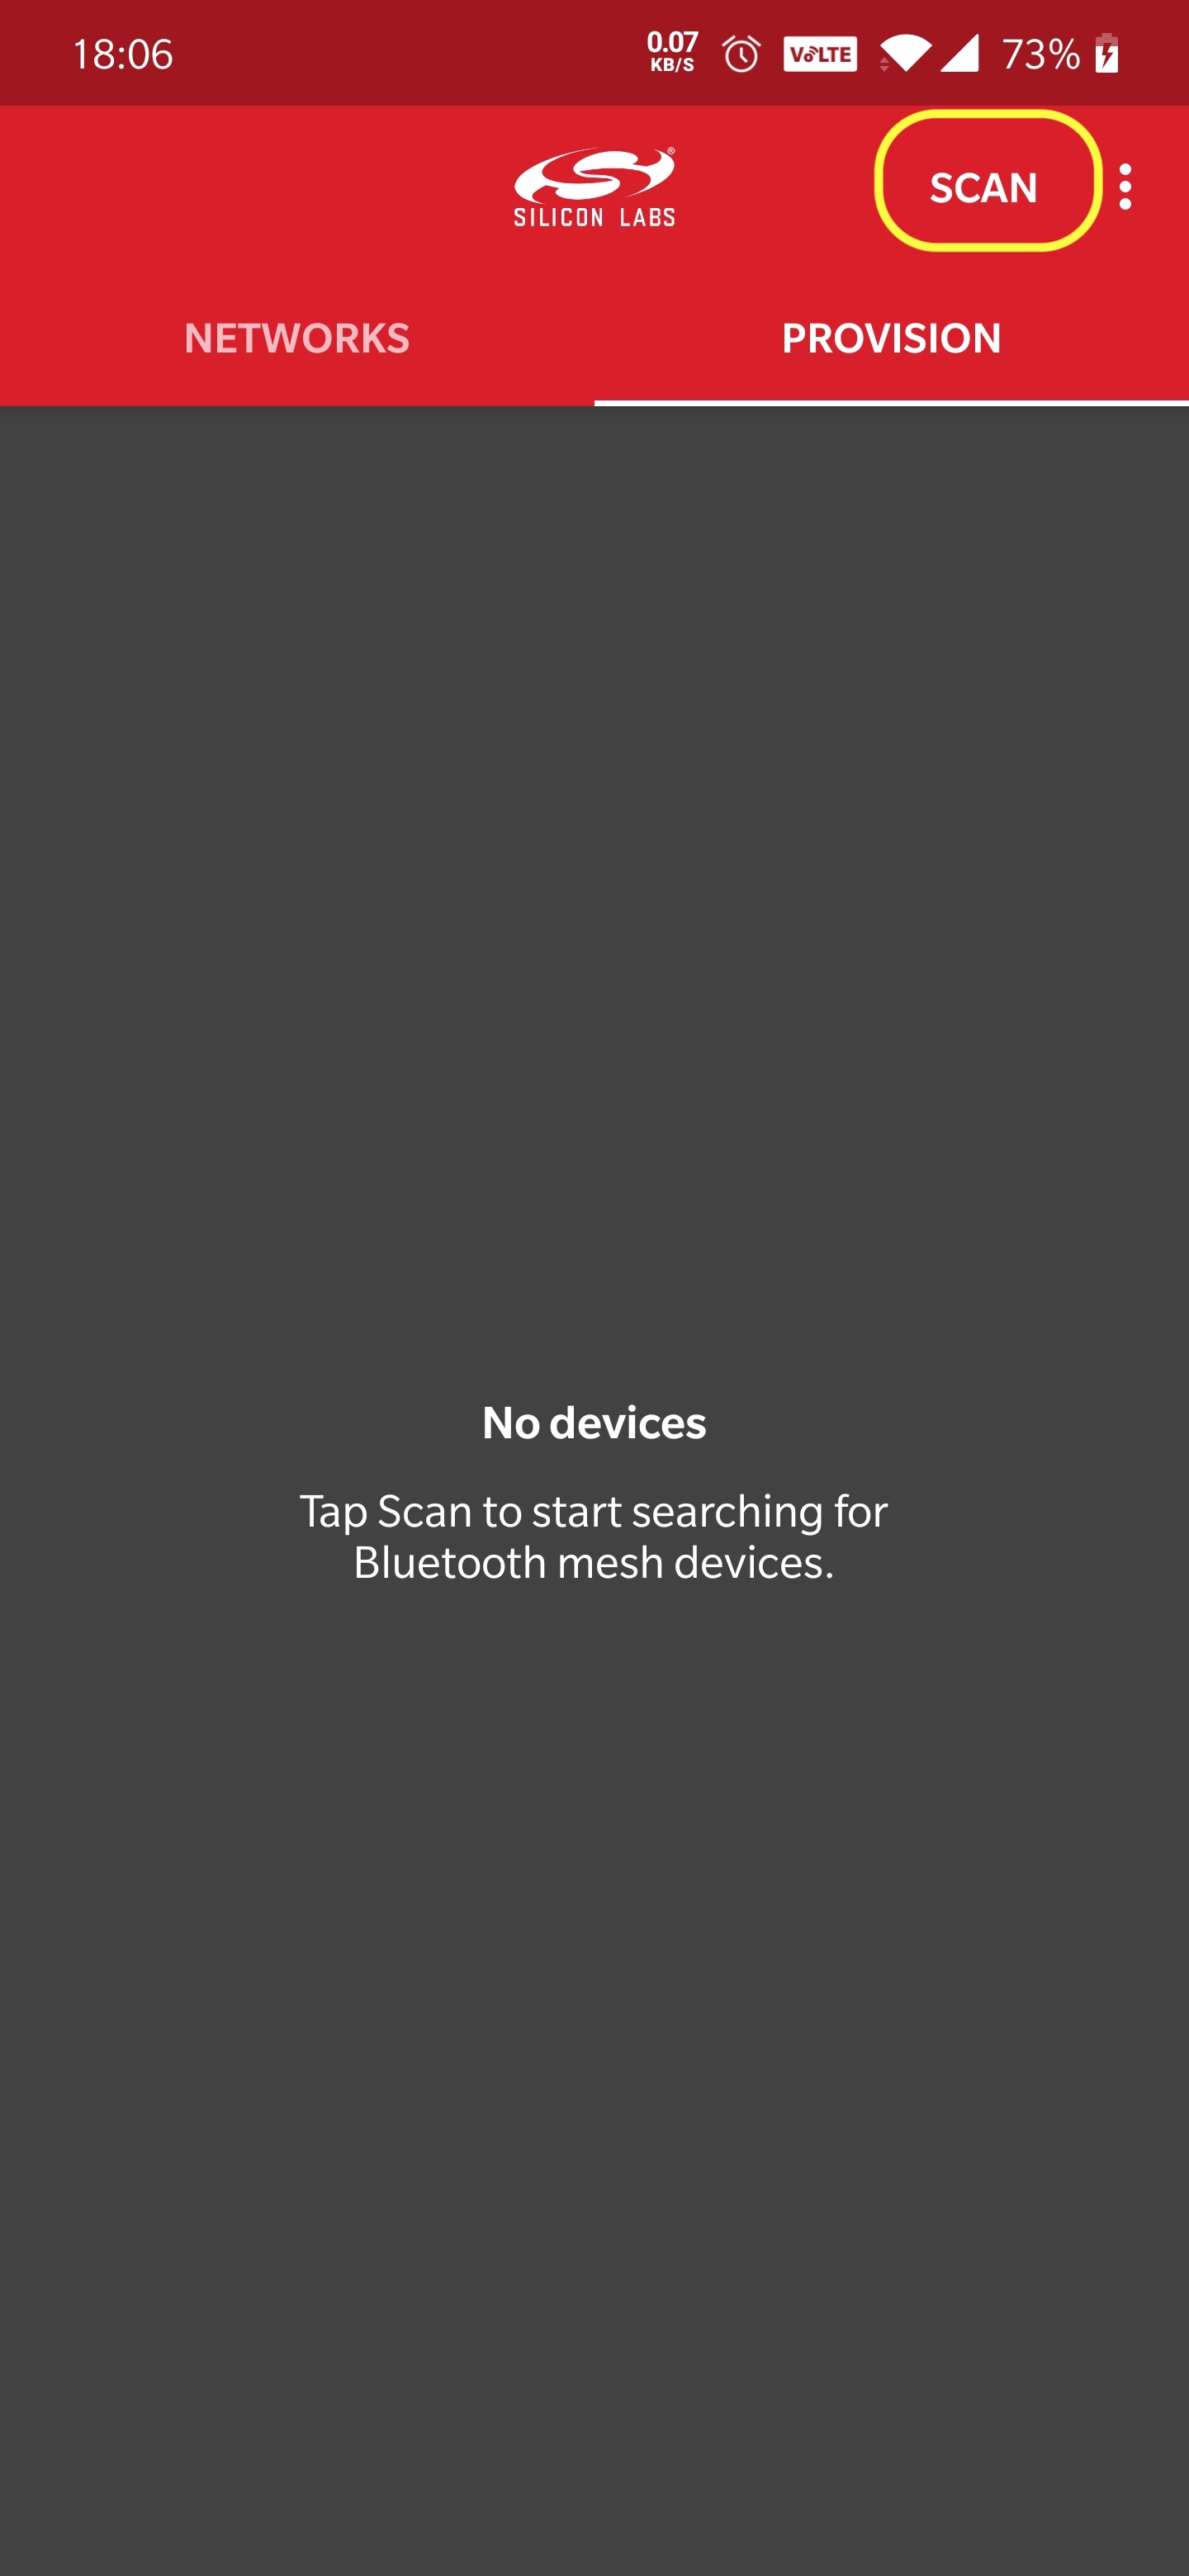 18:06
0.07
KB/S
VoLTE
73%
SILICON LABS
®
SCAN
NETWORKS
PROVISION
No devices
Tap Scan to start searching for
Bluetooth mesh devices.